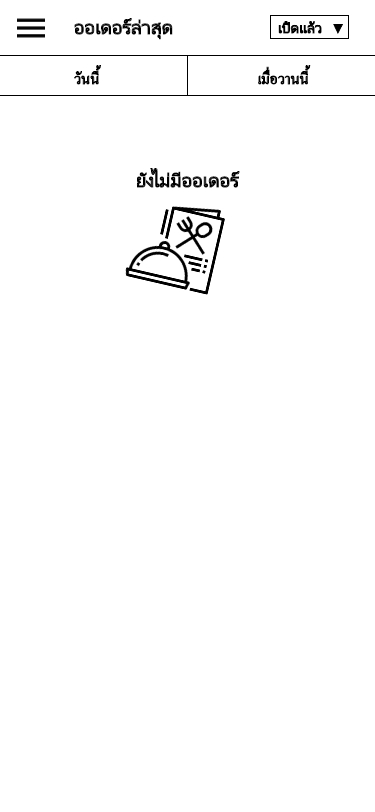 ออเดอร์ล่าสุด
เปิดแล้ว ▼
วันนี้
เมื่อวานนี้
ยังไม่มีออเดอร์